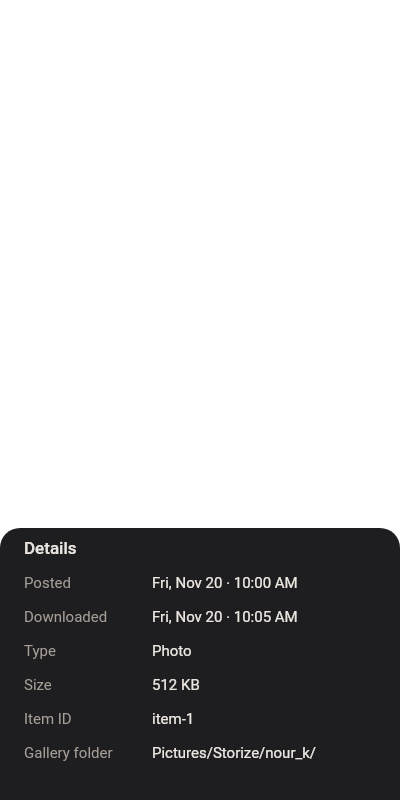 Details
Posted Fri, Nov 20 · 10:00 AM
Downloaded Fri, Nov 20 · 10:05 AM
Type Photo
Size 512 KB
Item ID item-1
Gallery folder Pictures/Storize/nour_k/